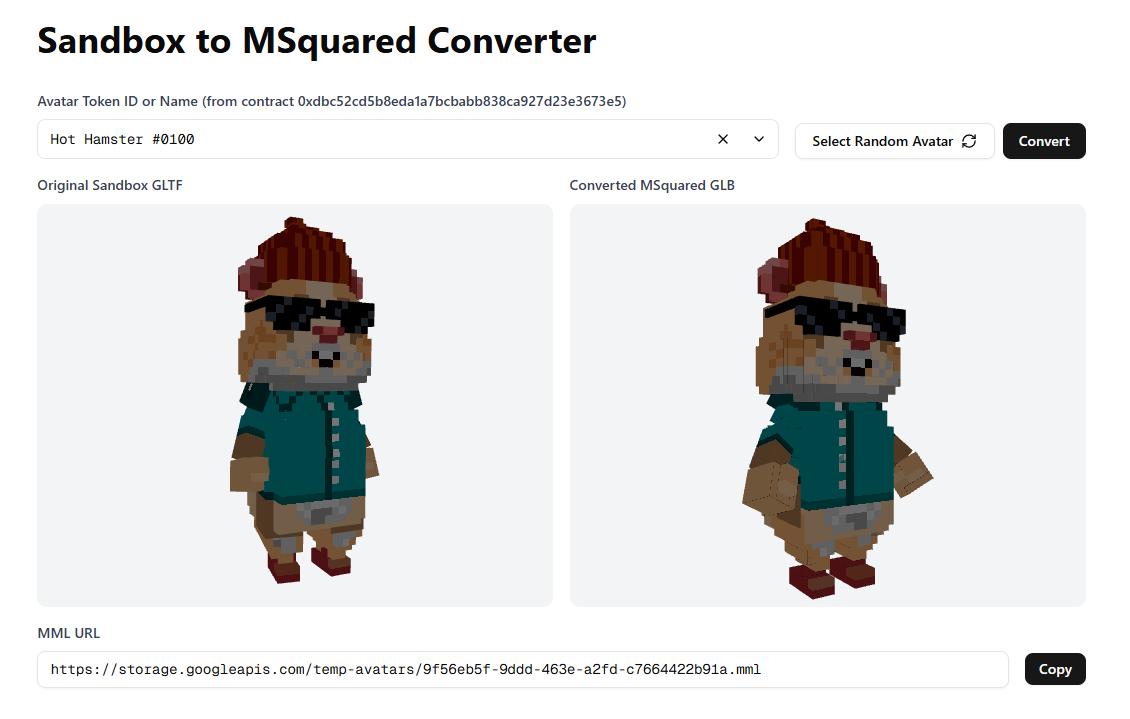 Sandbox to MSquared Converter
Avatar Token ID or Name (from contract 0xdbc52cd5b8eda1a7bcbabb838ca927d23e3673e5)
Hot Hamster #0100
Select Random Avatar
Convert
Original Sandbox GLTF
Converted MSquared GLB
MML URL
https://storage.googleapis.com/temp-avatars/9f56eb5f-9ddd-463e-a2fd-c7664422b91a.mml
Copy